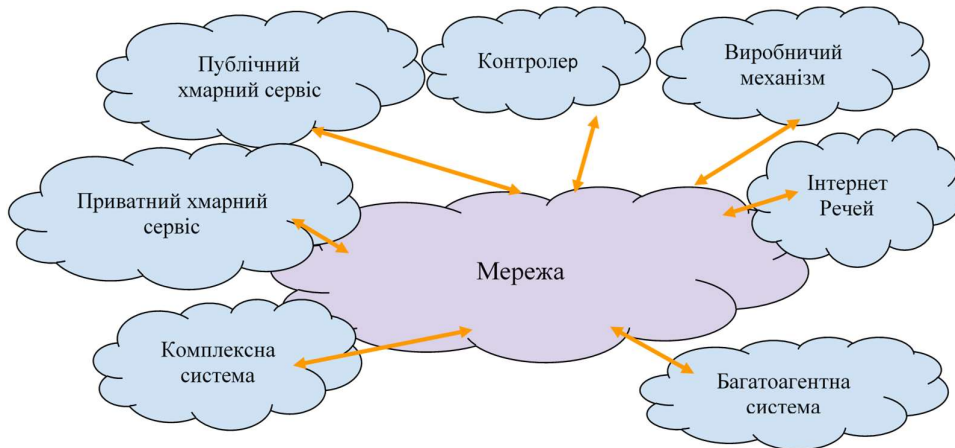 Публічний
хмарний сервіс
Контролер
Виробничий
механізм
Приватний хмарний
сервіс
Інтернет
Речей
Мережа
Комплексна
система
Багатоагентна
система